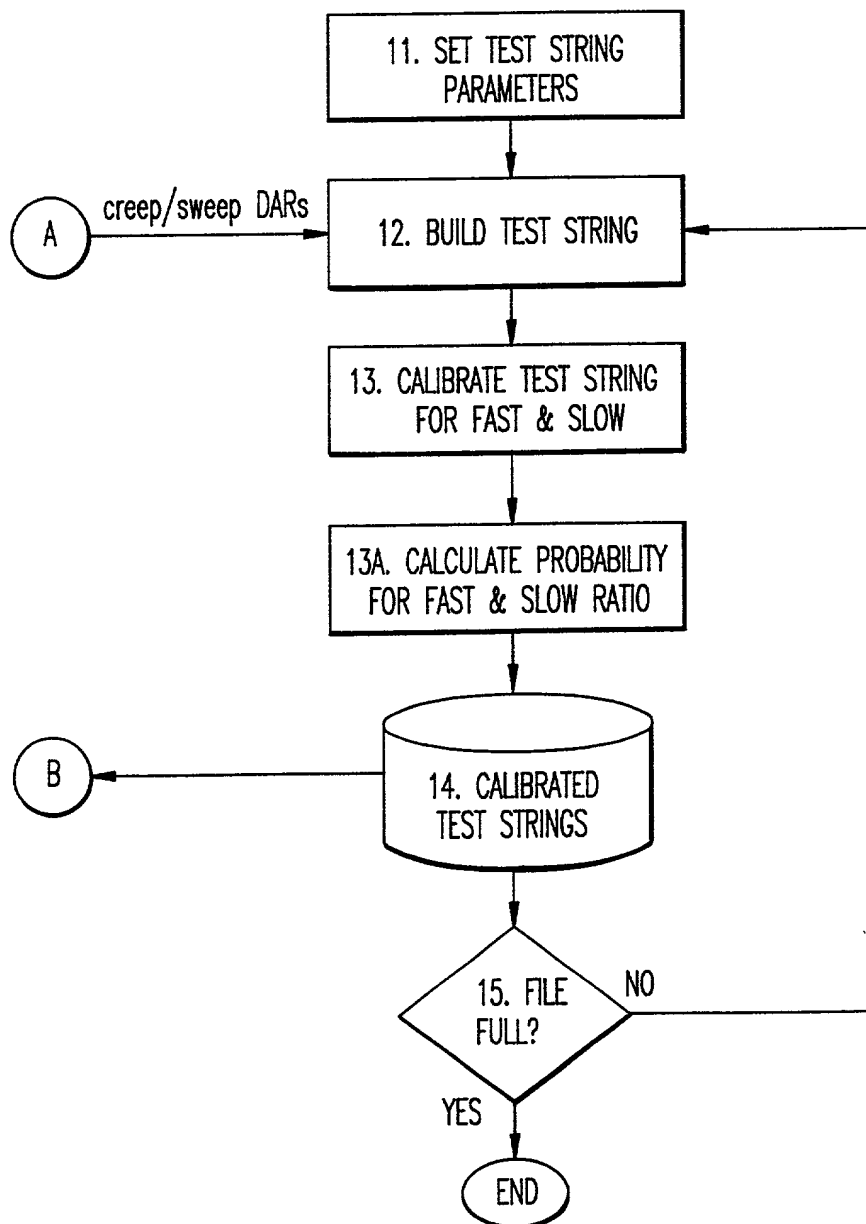 11. SET TEST STRING
PARAMETERS
creep/sweep DARs
A
12. BUILD TEST STRING
13. CALIBRATE TEST STRING
FOR FAST & SLOW
13A. CALCULATE PROBABILITY
FOR FAST & SLOW RATIO
B
14. CALIBRATED
TEST STRINGS
15. FILE
FULL?
NO
YES
END